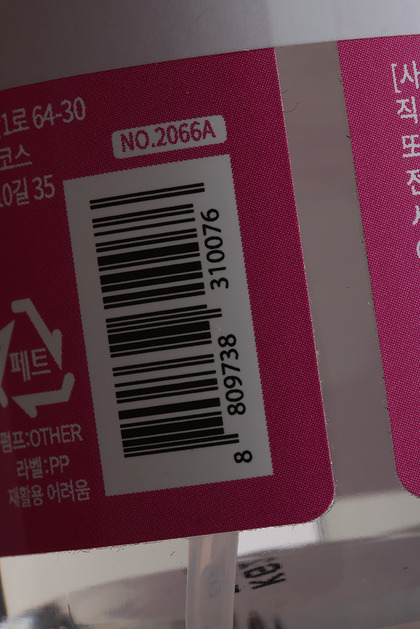 1로 64-30
코스
길 35
NO.2066A
8 809738 310076
페트
펌프:OTHER
라벨:PP
재활용 어려움
[사
직
또
전